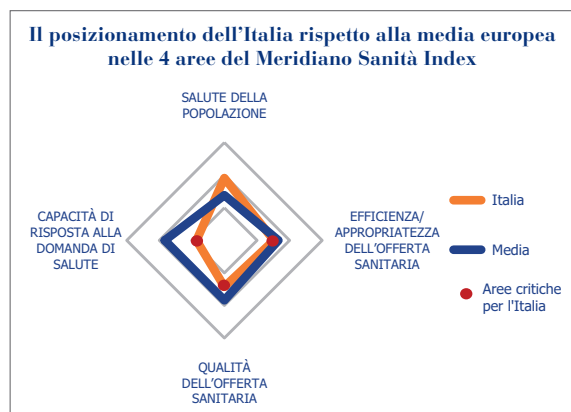 Il posizionamento dell'Italia rispetto alla media europea
nelle 4 aree del Meridiano Sanità Index
SALUTE DELLA
POPOLAZIONE
CAPACITÀ DI
RISPOSTA ALLA
DOMANDA DI
SALUTE
EFFICIENZA/
APPROPRIATEZZA
DELL'OFFERTA
SANITARIA
QUALITÀ
DELL'OFFERTA
SANITARIA
Italia
Media
Aree critiche
per l'Italia